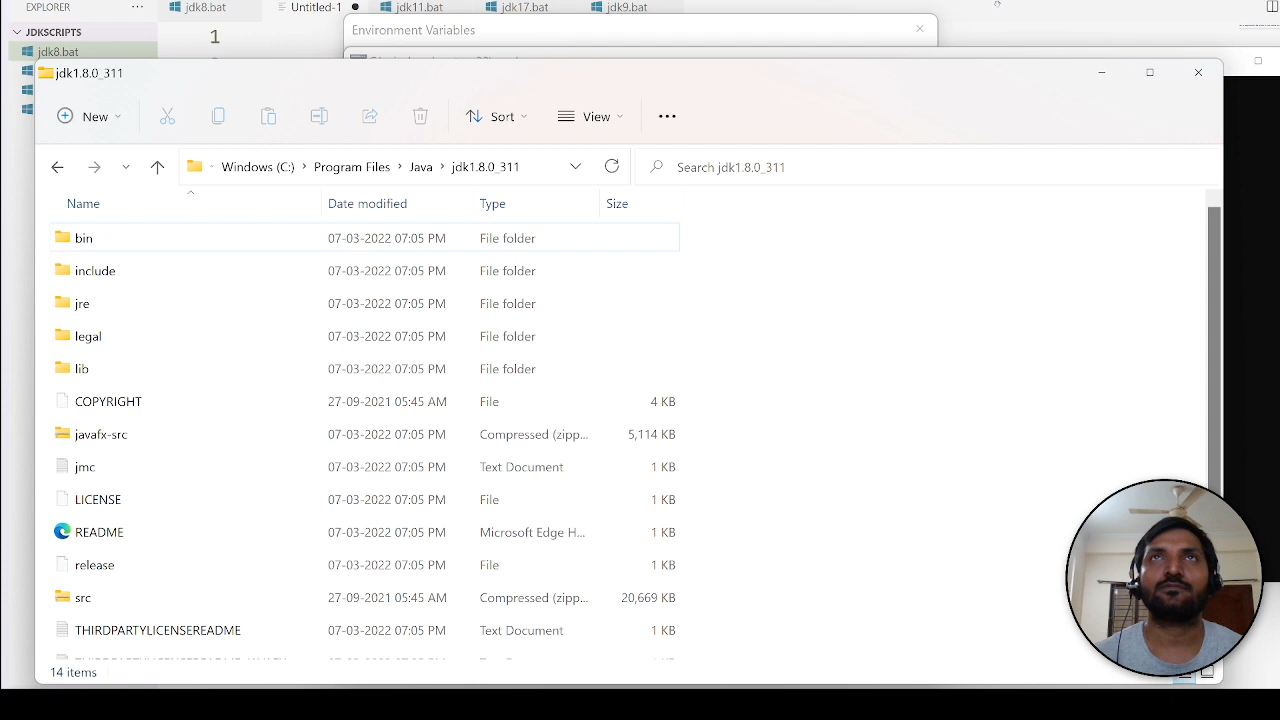 EXPLORER ··· jdk8.bat Untitled-1 jdk11.bat jdk17.bat jdk9.bat
JDKSCRIPTS
jdk8.bat
1
Environment Variables
jdk1.8.0_311
New Sort View
Windows (C:) Program Files Java jdk1.8.0_311
Search jdk1.8.0_311
Name Date modified Type Size
bin 07-03-2022 07:05 PM File folder
include 07-03-2022 07:05 PM File folder
jre 07-03-2022 07:05 PM File folder
legal 07-03-2022 07:05 PM File folder
lib 07-03-2022 07:05 PM File folder
COPYRIGHT 27-09-2021 05:45 AM File 4 KB
javafx-src 07-03-2022 07:05 PM Compressed (zipp... 5,114 KB
jmc 07-03-2022 07:05 PM Text Document 1 KB
LICENSE 07-03-2022 07:05 PM File 1 KB
README 07-03-2022 07:05 PM Microsoft Edge H... 1 KB
release 07-03-2022 07:05 PM File 1 KB
src 27-09-2021 05:45 AM Compressed (zipp... 20,669 KB
THIRDPARTYLICENSEREADME 07-03-2022 07:05 PM Text Document 1 KB
14 items